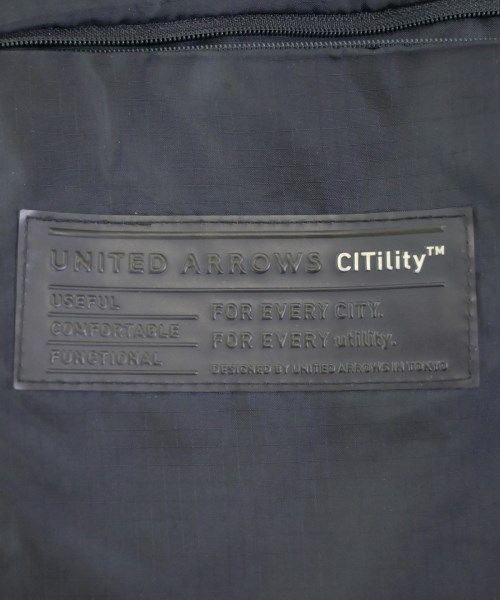 UNITED ARROWS CITility™
USEFUL
COMFORTABLE
FUNCTIONAL
FOR EVERY CITY.
FOR EVERY utility.
DESIGNED BY UNITED ARROWS IN TOKYO